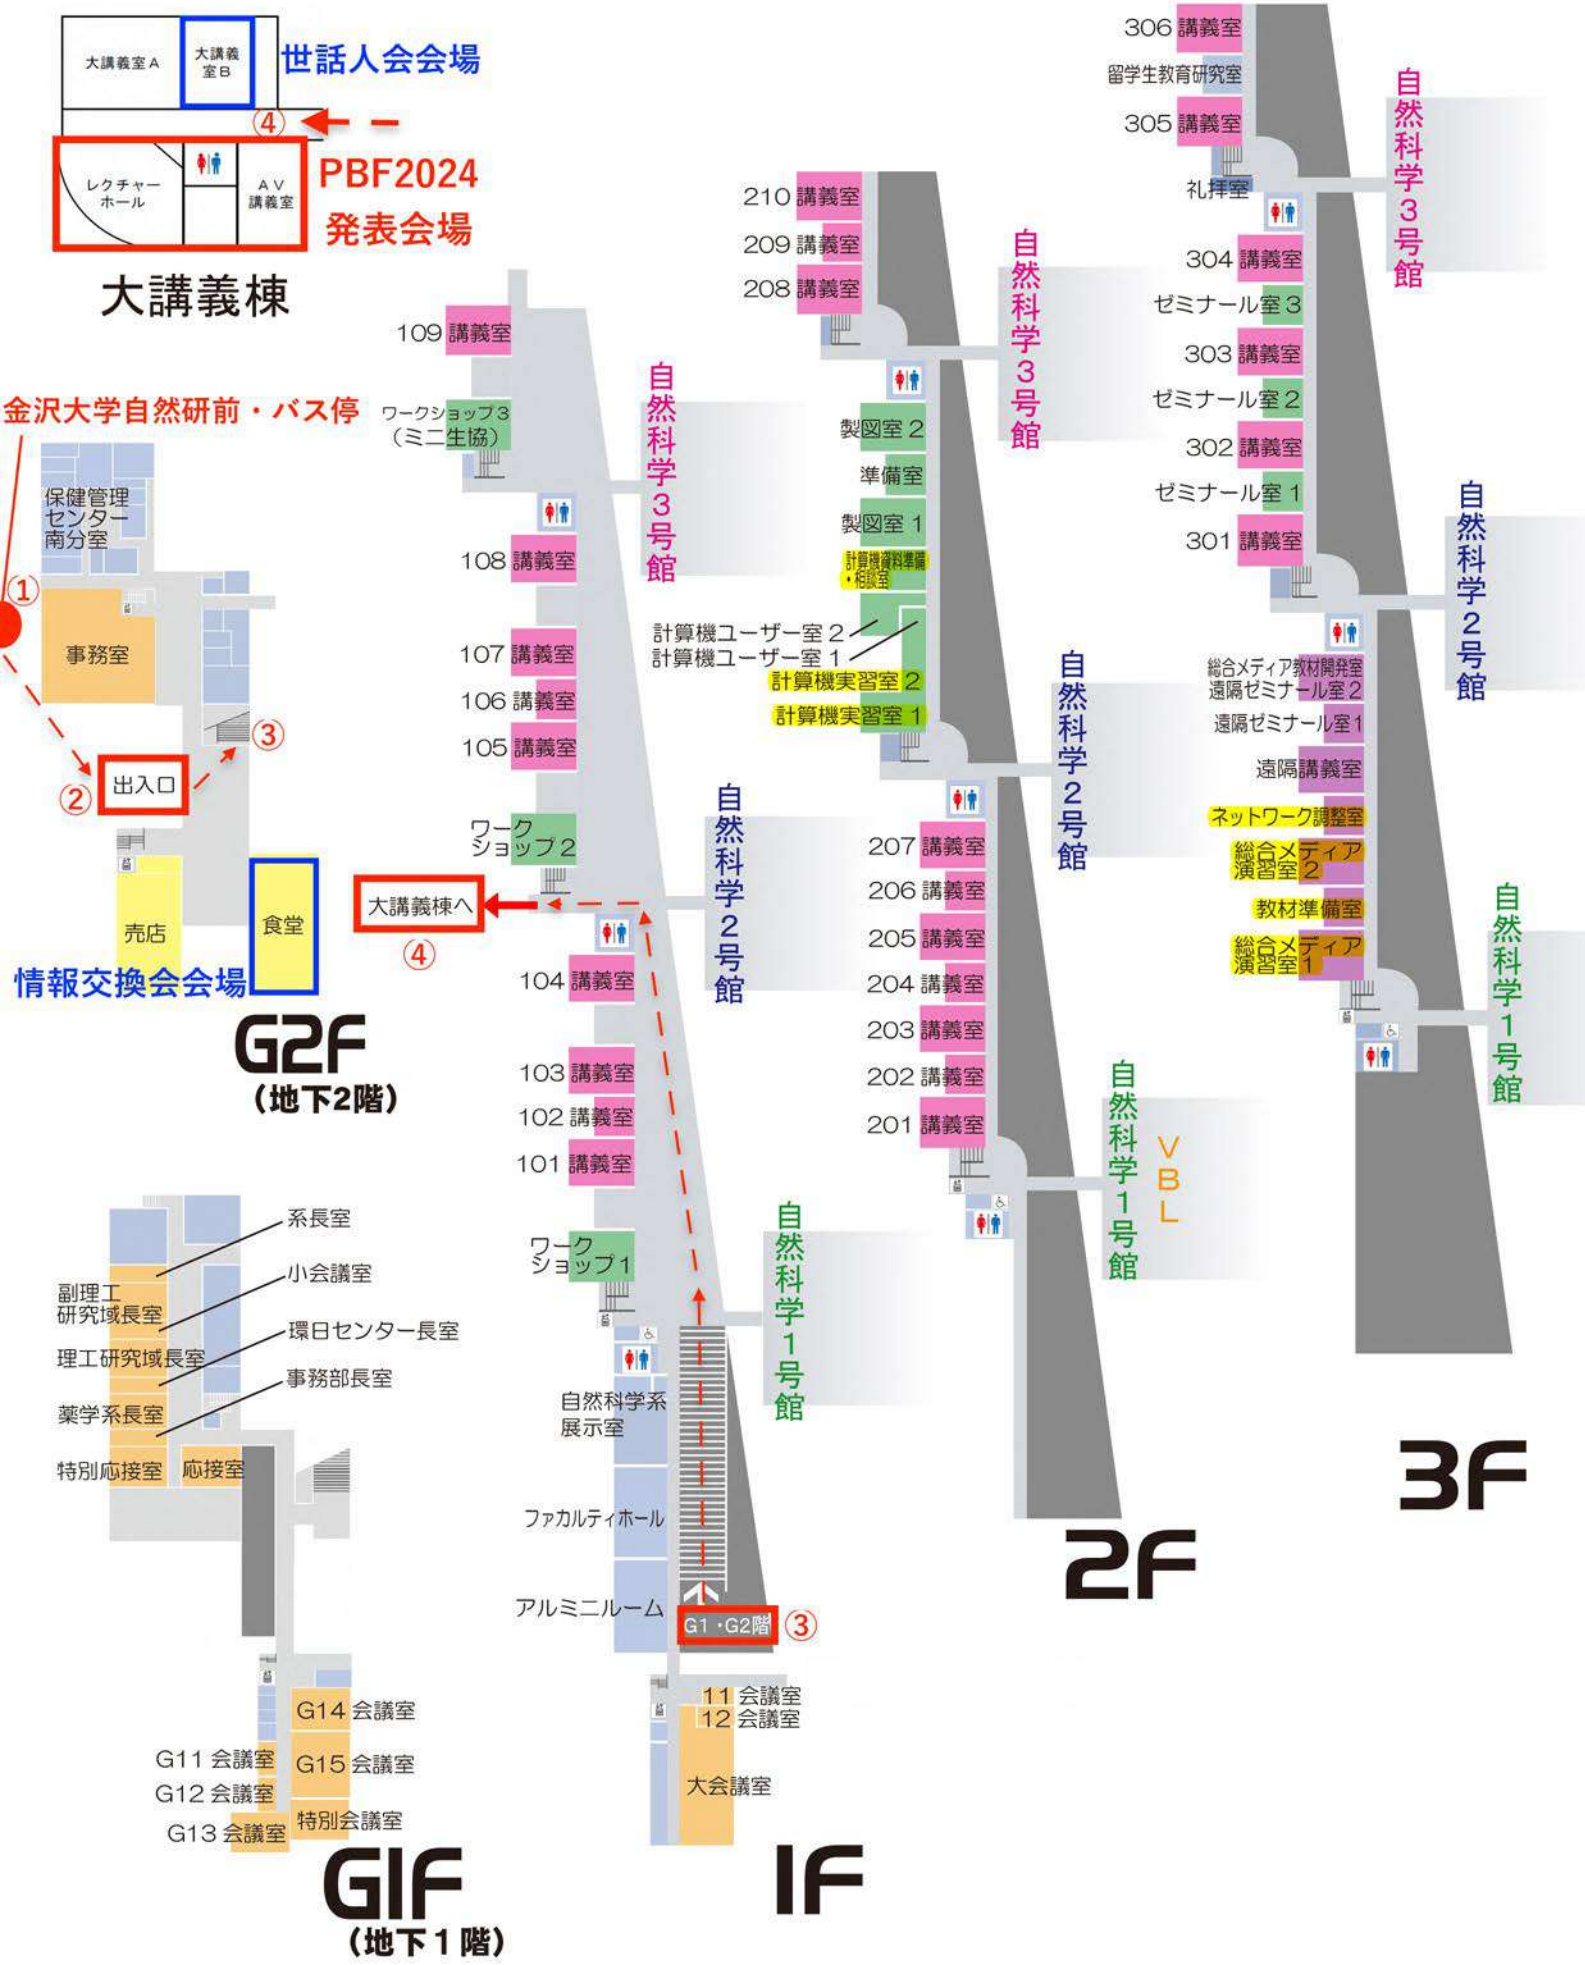 大講義室A
大講義
室B
世話人会会場
④
レクチャー
ホール
AV
講義室
PBF2024
発表会場
大講義棟
金沢大学自然研前・バス停
保健管理
センター
南分室
①
事務室
③
②
出入口
売店
食堂
情報交換会会場
G2F
(地下2階)
系長室
副理工
研究域長室
小会議室
理工研究域長室
環日センター長室
薬学系長室
事務部長室
特別応接室
応接室
G14 会議室
G11 会議室
G15 会議室
G12 会議室
G13 会議室
特別会議室
G1F
(地下1階)
109 講義室
ワークショップ3
(ミニ生協)
自然科学3号館
108 講義室
107 講義室
106 講義室
105 講義室
ワーク
ショップ2
自然科学2号館
大講義棟へ
④
104 講義室
103 講義室
102 講義室
101 講義室
ワーク
ショップ1
自然科学1号館
自然科学系
展示室
ファカルティホール
アルミニルーム
G1・G2階
③
11 会議室
12 会議室
大会議室
1F
210 講義室
209 講義室
208 講義室
自然科学3号館
製図室2
準備室
製図室1
計算機資料準備
・相談室
計算機ユーザー室2
計算機ユーザー室1
計算機実習室2
計算機実習室1
自然科学2号館
207 講義室
206 講義室
205 講義室
204 講義室
203 講義室
202 講義室
201 講義室
自然科学1号館
VBL
2F
306 講義室
留学生教育研究室
305 講義室
礼拝室
自然科学3号館
304 講義室
ゼミナール室3
303 講義室
ゼミナール室2
302 講義室
ゼミナール室1
301 講義室
自然科学2号館
総合メディア教材開発室
遠隔ゼミナール室2
遠隔ゼミナール室1
遠隔講義室
ネットワーク調整室
総合メディア
演習室2
教材準備室
総合メディア
演習室1
自然科学1号館
3F